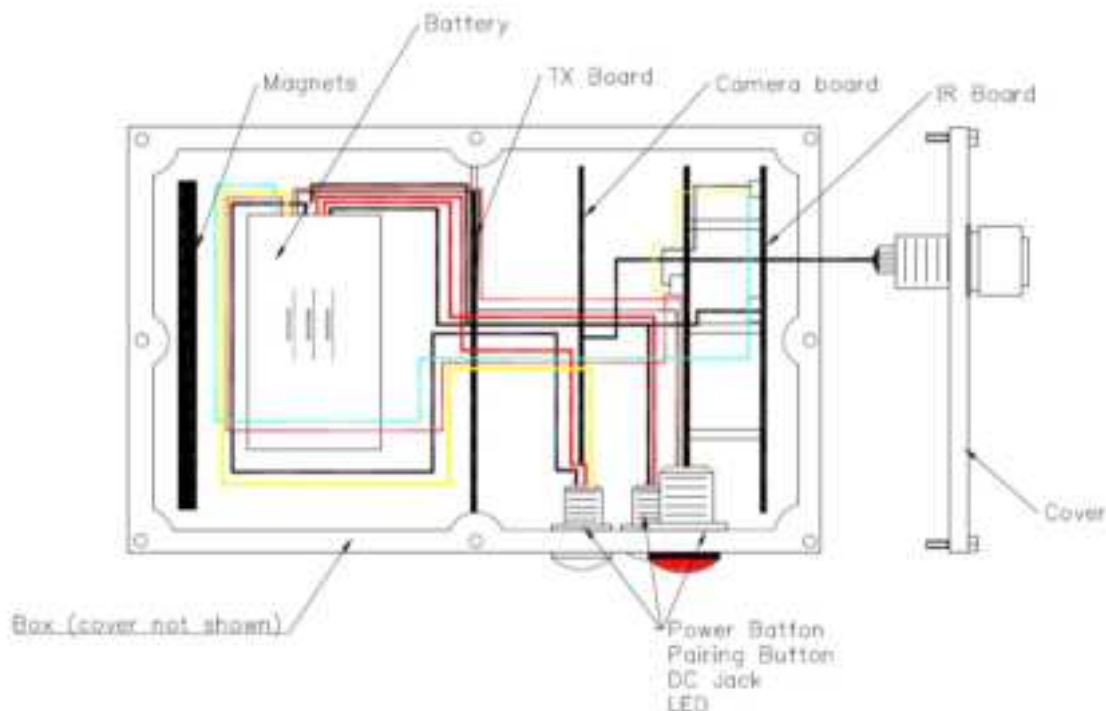 Battery
Magnets
TX Board
Camera board
IR Board
Cover
Box (cover not shown)
Power Batton
Pairing Button
DC Jack
LED